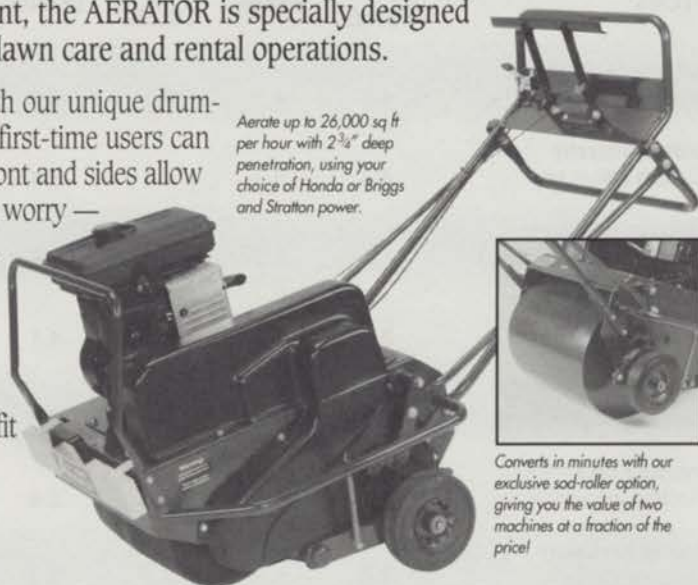 nt, the AERATOR is specially designed
lawn care and rental operations.
h our unique drum-
first-time users can
ont and sides allow
worry —
fit
Aerate up to 26,000 sq ft
per hour with 2 3/4" deep
penetration, using your
choice of Honda or Briggs
and Stratton power.
Converts in minutes with our
exclusive sod-roller option,
giving you the value of two
machines at a fraction of the
price!